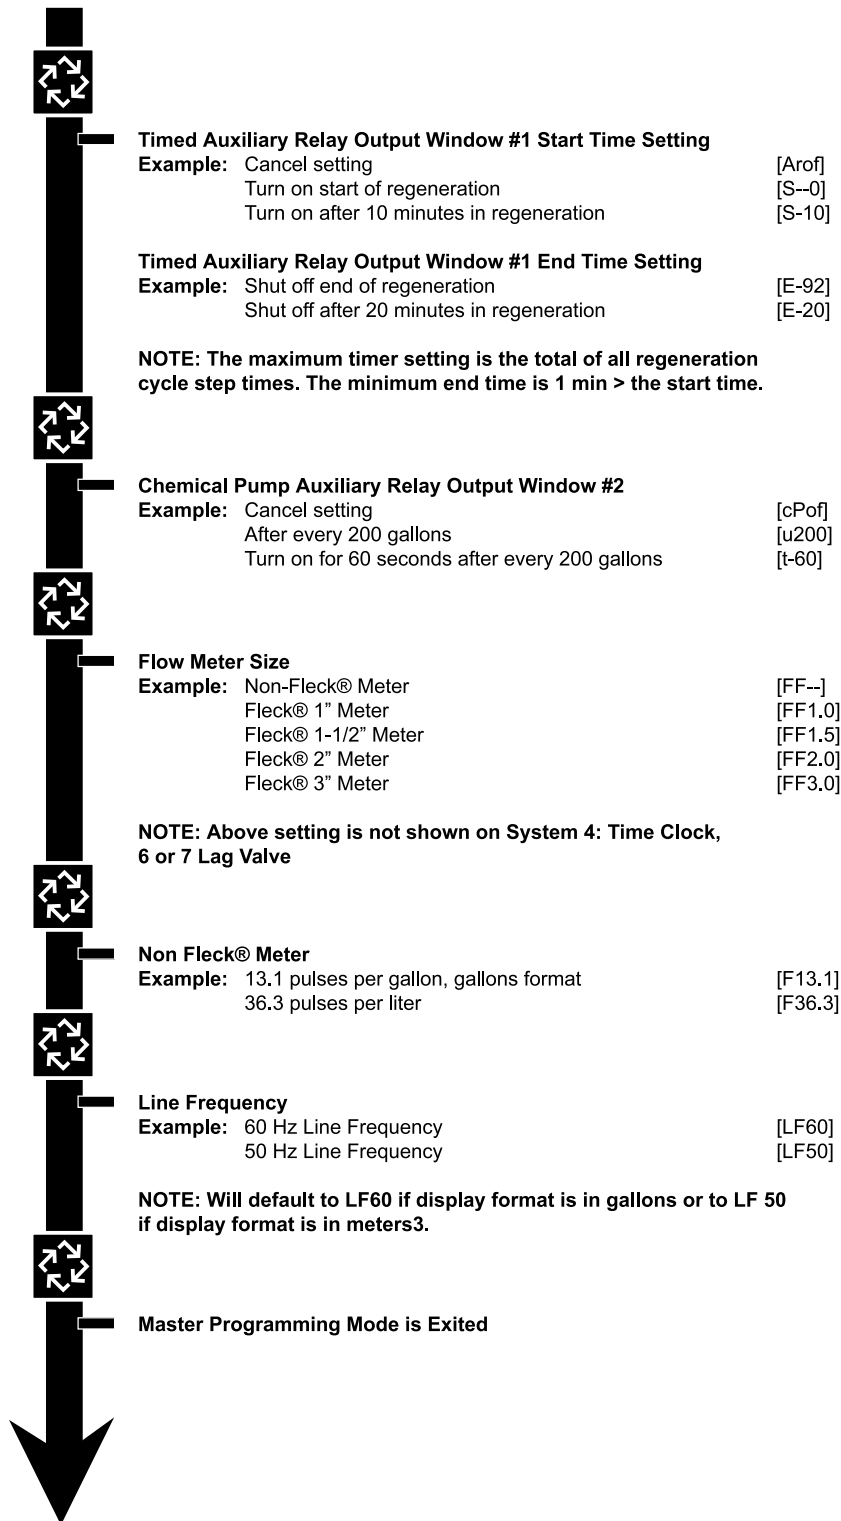 Timed Auxiliary Relay Output Window #1 Start Time Setting
Example: Cancel setting [Arof]
Turn on start of regeneration [S--0]
Turn on after 10 minutes in regeneration [S-10]
Timed Auxiliary Relay Output Window #1 End Time Setting
Example: Shut off end of regeneration [E-92]
Shut off after 20 minutes in regeneration [E-20]
NOTE: The maximum timer setting is the total of all regeneration
cycle step times. The minimum end time is 1 min > the start time.
Chemical Pump Auxiliary Relay Output Window #2
Example: Cancel setting [cPof]
After every 200 gallons [u200]
Turn on for 60 seconds after every 200 gallons [t-60]
Flow Meter Size
Example: Non-Fleck® Meter [FF--]
Fleck® 1” Meter [FF1.0]
Fleck® 1-1/2” Meter [FF1.5]
Fleck® 2” Meter [FF2.0]
Fleck® 3” Meter [FF3.0]
NOTE: Above setting is not shown on System 4: Time Clock,
6 or 7 Lag Valve
Non Fleck® Meter
Example: 13.1 pulses per gallon, gallons format [F13.1]
36.3 pulses per liter [F36.3]
Line Frequency
Example: 60 Hz Line Frequency [LF60]
50 Hz Line Frequency [LF50]
NOTE: Will default to LF60 if display format is in gallons or to LF 50
if display format is in meters3.
Master Programming Mode is Exited